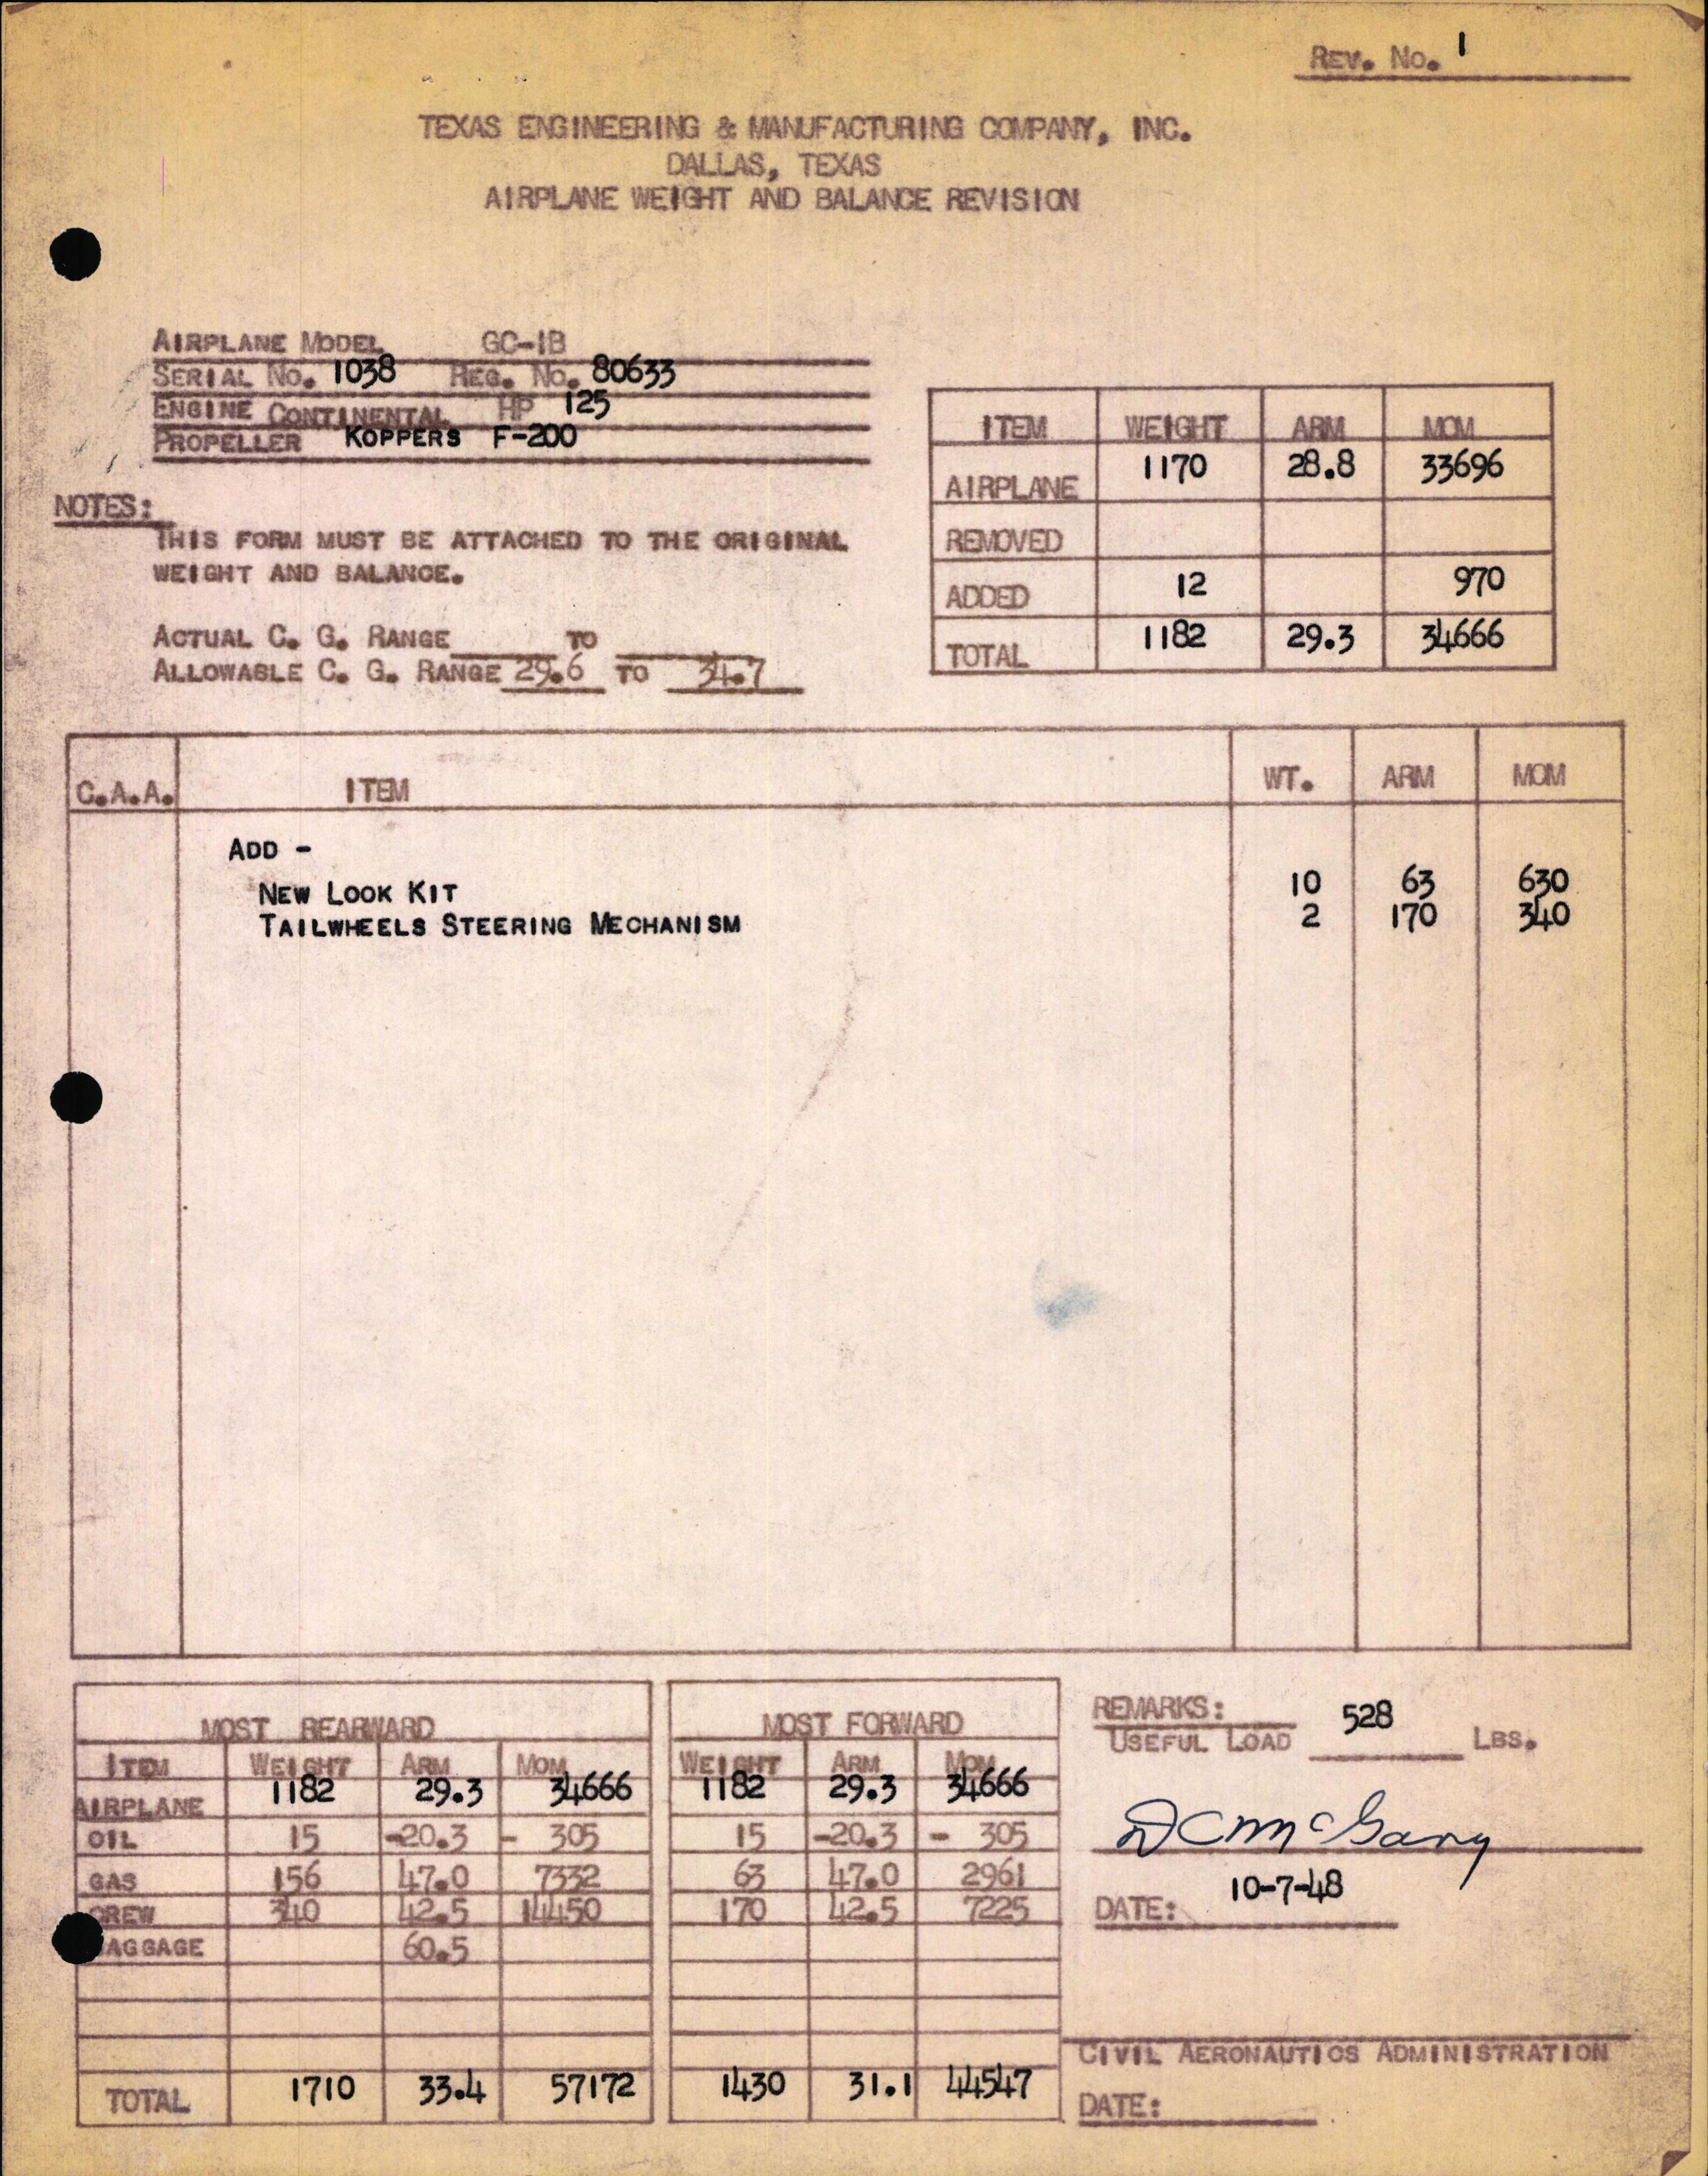 REV. NO. 1
TEXAS ENGINEERING & MANUFACTURING COMPANY, INC.
DALLAS, TEXAS
AIRPLANE WEIGHT AND BALANCE REVISION
AIRPLANE MODEL GC-1B
SERIAL NO. 1038 REG. NO. 80633
ENGINE CONTINENTAL HP 125
PROPELLER KOPPERS F-200
NOTES:
THIS FORM MUST BE ATTACHED TO THE ORIGINAL
WEIGHT AND BALANCE.
ACTUAL C. G. RANGE TO
ALLOWABLE C. G. RANGE 29.6 TO 34.7
ITEM WEIGHT ARM MOM
AIRPLANE 1170 28.8 33696
REMOVED
ADDED 12 970
TOTAL 1182 29.3 34666
C.A.A. ITEM WT. ARM MOM
ADD -
NEW LOOK KIT 10 63 630
TAILWHEELS STEERING MECHANISM 2 170 340
MOST REARWARD MOST FORWARD
ITEM WEIGHT ARM MOM WEIGHT ARM MOM
AIRPLANE 1182 29.3 34666 1182 29.3 34666
OIL 15 -20.3 - 305 15 -20.3 - 305
GAS 156 47.0 7332 63 47.0 2961
CREW 340 42.5 14450 170 42.5 7225
BAGGAGE 60.5
TOTAL 1710 33.4 57172 1430 31.1 44547
REMARKS:
USEFUL LOAD 528 LBS.
DC McGary
DATE: 10-7-48
CIVIL AERONAUTICS ADMINISTRATION
DATE: